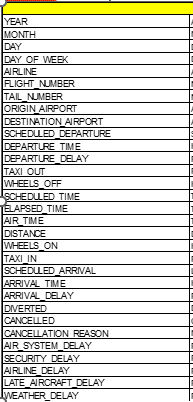 YEAR
MONTH
DAY
DAY_OF_WEEK
AIRLINE
FLIGHT_NUMBER
TAIL_NUMBER
ORIGIN_AIRPORT
DESTINATION_AIRPORT
SCHEDULED_DEPARTURE
DEPARTURE_TIME
DEPARTURE_DELAY
TAXI_OUT
WHEELS_OFF
SCHEDULED_TIME
ELAPSED_TIME
AIR_TIME
DISTANCE
WHEELS_ON
TAXI_IN
SCHEDULED_ARRIVAL
ARRIVAL_TIME
ARRIVAL_DELAY
DIVERTED
CANCELLED
CANCELLATION_REASON
AIR_SYSTEM_DELAY
SECURITY_DELAY
AIRLINE_DELAY
LATE_AIRCRAFT_DELAY
WEATHER_DELAY